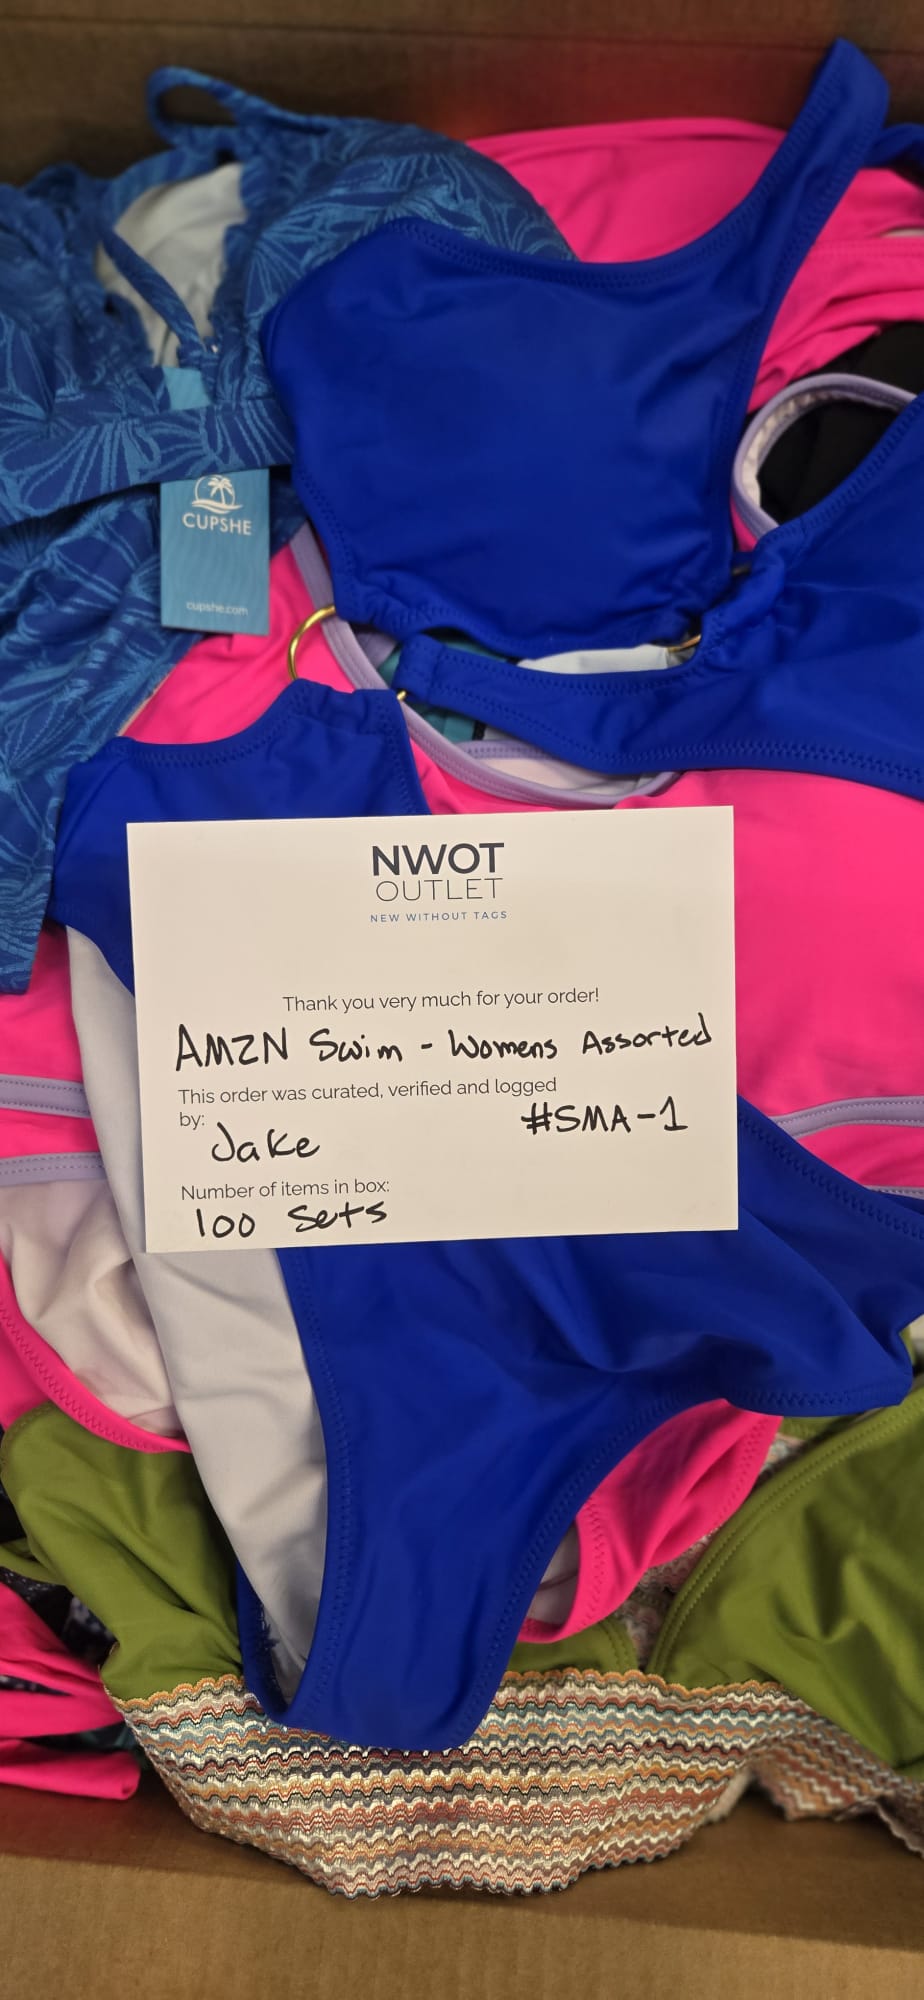 CUPSHE
cupshe.com
NWOT
OUTLET
NEW WITHOUT TAGS
Thank you very much for your order!
AMZN Swim - Womens Assorted
This order was curated, verified and logged
by: Jake #SMA-1
Number of items in box:
100 Sets